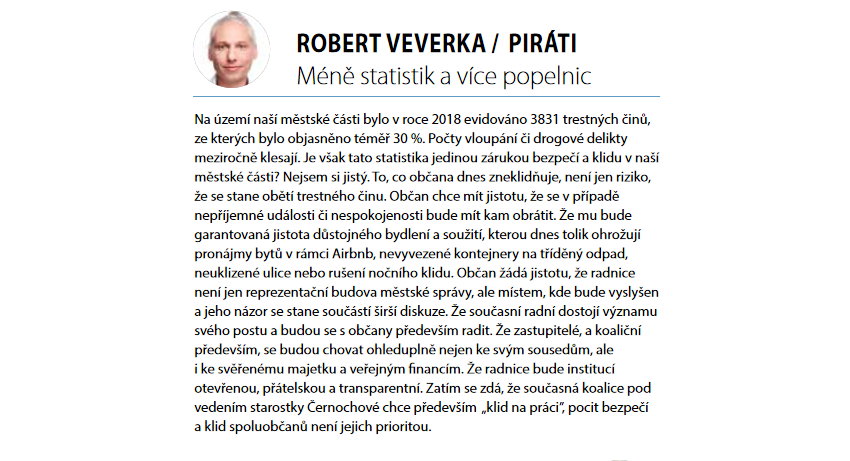 ROBERT VEVERKA / PIRÁTI
Méně statistik a více popelnic
Na území naší městské části bylo v roce 2018 evidováno 3831 trestných činů,
ze kterých bylo objasněno téměř 30 %. Počty vloupání či drogové delikty
meziročně klesají. Je však tato statistika jedinou zárukou bezpečí a klidu v naší
městské části? Nejsem si jistý. To, co občana dnes zneklidňuje, není jen riziko,
že se stane obětí trestného činu. Občan chce mít jistotu, že se v případě
nepříjemné události či nespokojenosti bude mít kam obrátit. Že mu bude
garantovaná jistota důstojného bydlení a soužití, kterou dnes tolik ohrožují
pronájmy bytů v rámci Airbnb, nevyvezené kontejnery na tříděný odpad,
neuklizené ulice nebo rušení nočního klidu. Občan žádá jistotu, že radnice
není jen reprezentační budova městské správy, ale místem, kde bude vyslyšen
a jeho názor se stane součástí širší diskuze. Že současní radní dostojí významu
svého postu a budou se s občany především radit. Že zastupitelé, a koaliční
především, se budou chovat ohleduplně nejen ke svým sousedům, ale
i ke svěřenému majetku a veřejným financím. Že radnice bude institucí
otevřenou, přátelskou a transparentní. Zatím se zdá, že současná koalice pod
vedením starostky Černochové chce především „klid na práci”, pocit bezpečí
a klid spoluobčanů není jejich prioritou.